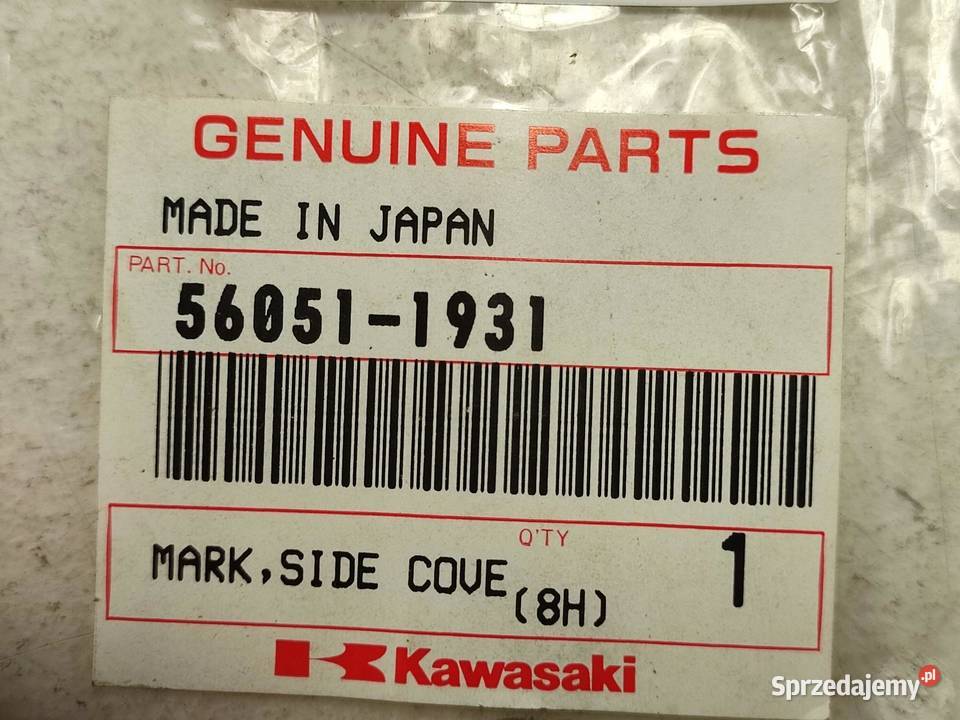 GENUINE PARTS
MADE IN JAPAN
PART. No.
56051-1931
Q'TY
MARK,SIDE COVE
1
(8H)
Kawasaki
Sprzedajemy.pl